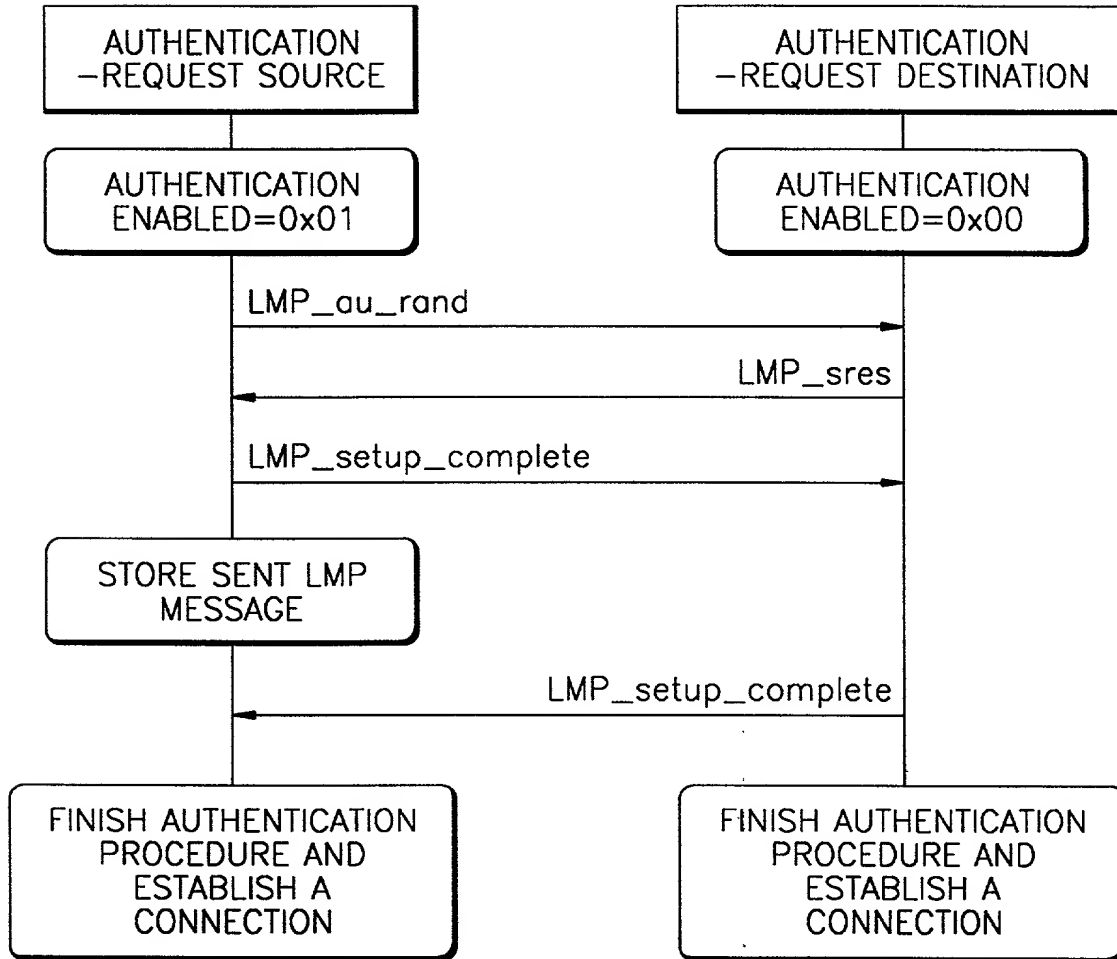 AUTHENTICATION
-REQUEST SOURCE
AUTHENTICATION
-REQUEST DESTINATION
AUTHENTICATION
ENABLED=0x01
AUTHENTICATION
ENABLED=0x00
LMP_au_rand
LMP_sres
LMP_setup_complete
STORE SENT LMP
MESSAGE
LMP_setup_complete
FINISH AUTHENTICATION
PROCEDURE AND
ESTABLISH A
CONNECTION
FINISH AUTHENTICATION
PROCEDURE AND
ESTABLISH A
CONNECTION